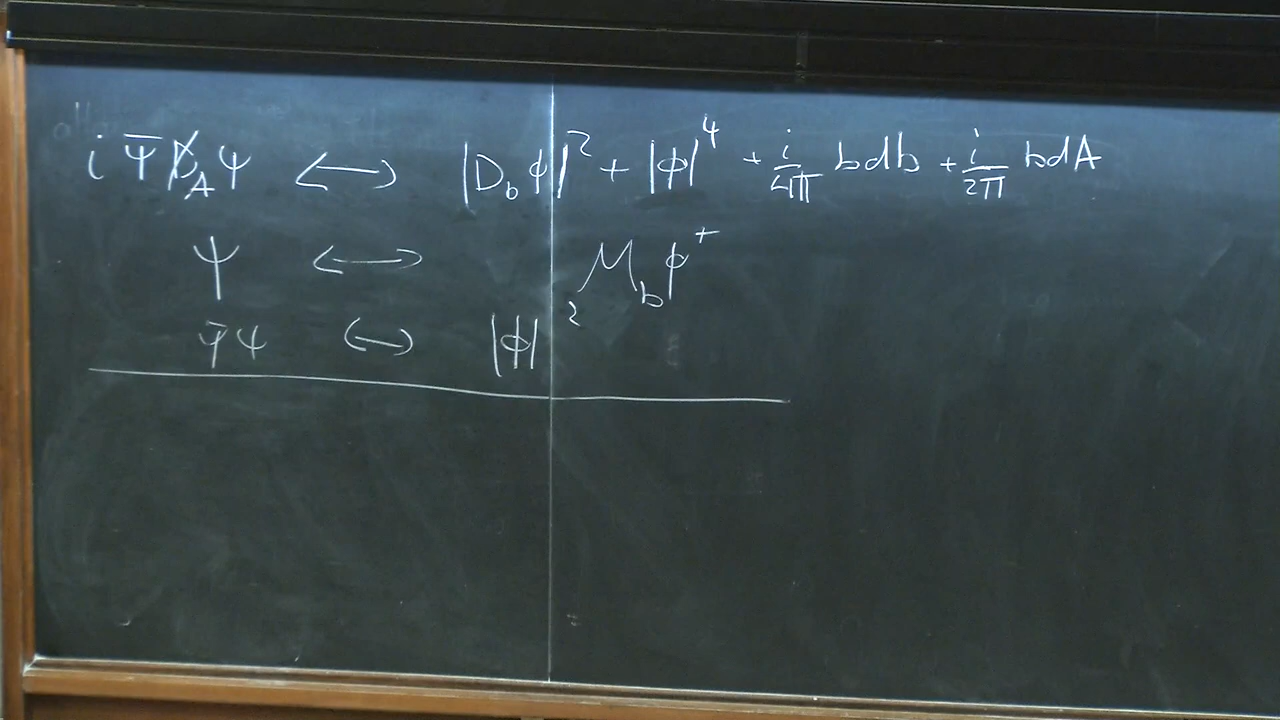 i Ψ̄ D̸_A Ψ ⟷ |D_b ϕ|² + |ϕ|⁴ + i/4π bdb + i/2π bdA
Ψ ⟷ M_b ϕ⁺
Ψ̄Ψ ⟷ |ϕ|²